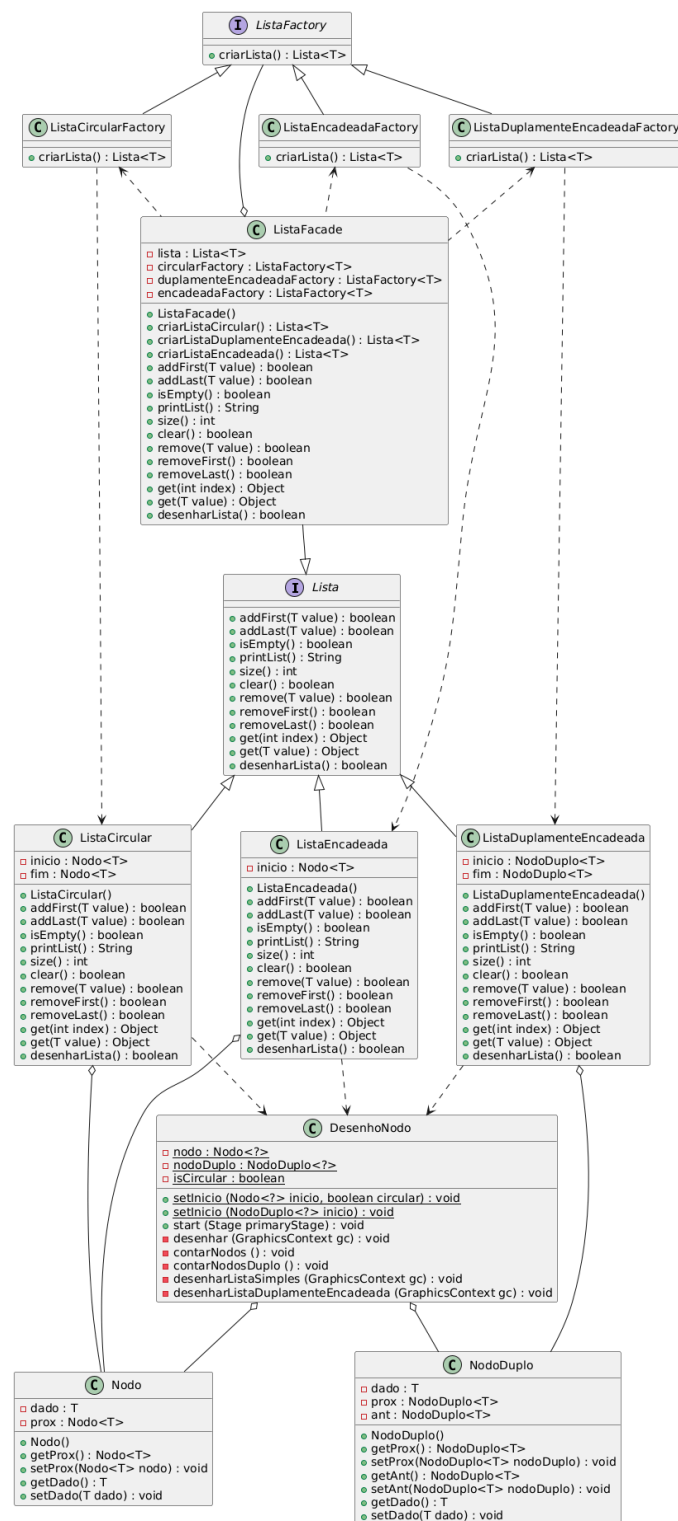 I ListaFactory
criarLista() : Lista<T>
C ListaCircularFactory
criarLista() : Lista<T>
C ListaEncadeadaFactory
criarLista() : Lista<T>
C ListaDuplamenteEncadeadaFactory
criarLista() : Lista<T>
C ListaFacade
lista : Lista<T>
circularFactory : ListaFactory<T>
duplamenteEncadeadaFactory : ListaFactory<T>
encadeadaFactory : ListaFactory<T>
ListaFacade()
criarListaCircular() : Lista<T>
criarListaDuplamenteEncadeada() : Lista<T>
criarListaEncadeada() : Lista<T>
addFirst(T value) : boolean
addLast(T value) : boolean
isEmpty() : boolean
printList() : String
size() : int
clear() : boolean
remove(T value) : boolean
removeFirst() : boolean
removeLast() : boolean
get(int index) : Object
get(T value) : Object
desenharLista() : boolean
I Lista
addFirst(T value) : boolean
addLast(T value) : boolean
isEmpty() : boolean
printList() : String
size() : int
clear() : boolean
remove(T value) : boolean
removeFirst() : boolean
removeLast() : boolean
get(int index) : Object
get(T value) : Object
desenharLista() : boolean
C ListaCircular
inicio : Nodo<T>
fim : Nodo<T>
ListaCircular()
addFirst(T value) : boolean
addLast(T value) : boolean
isEmpty() : boolean
printList() : String
size() : int
clear() : boolean
remove(T value) : boolean
removeFirst() : boolean
removeLast() : boolean
get(int index) : Object
get(T value) : Object
desenharLista() : boolean
C ListaEncadeada
inicio : Nodo<T>
ListaEncadeada()
addFirst(T value) : boolean
addLast(T value) : boolean
isEmpty() : boolean
printList() : String
size() : int
clear() : boolean
remove(T value) : boolean
removeFirst() : boolean
removeLast() : boolean
get(int index) : Object
get(T value) : Object
desenharLista() : boolean
C ListaDuplamenteEncadeada
inicio : NodoDuplo<T>
fim : NodoDuplo<T>
ListaDuplamenteEncadeada()
addFirst(T value) : boolean
addLast(T value) : boolean
isEmpty() : boolean
printList() : String
size() : int
clear() : boolean
remove(T value) : boolean
removeFirst() : boolean
removeLast() : boolean
get(int index) : Object
get(T value) : Object
desenharLista() : boolean
C DesenhoNodo
nodo : Nodo<?>
nodoDuplo : NodoDuplo<?>
isCircular : boolean
setInicio (Nodo<?> inicio, boolean circular) : void
setInicio (NodoDuplo<?> inicio) : void
start (Stage primaryStage) : void
desenhar (GraphicsContext gc) : void
contarNodos () : void
contarNodosDuplo () : void
desenharListaSimples (GraphicsContext gc) : void
desenharListaDuplamenteEncadeada (GraphicsContext gc) : void
C Nodo
dado : T
prox : Nodo<T>
Nodo()
getProx() : Nodo<T>
setProx(Nodo<T> nodo) : void
getDado() : T
setDado(T dado) : void
C NodoDuplo
dado : T
prox : NodoDuplo<T>
ant : NodoDuplo<T>
NodoDuplo()
getProx() : NodoDuplo<T>
setProx(NodoDuplo<T> nodoDuplo) : void
getAnt() : NodoDuplo<T>
setAnt(NodoDuplo<T> nodoDuplo) : void
getDado() : T
setDado(T dado) : void